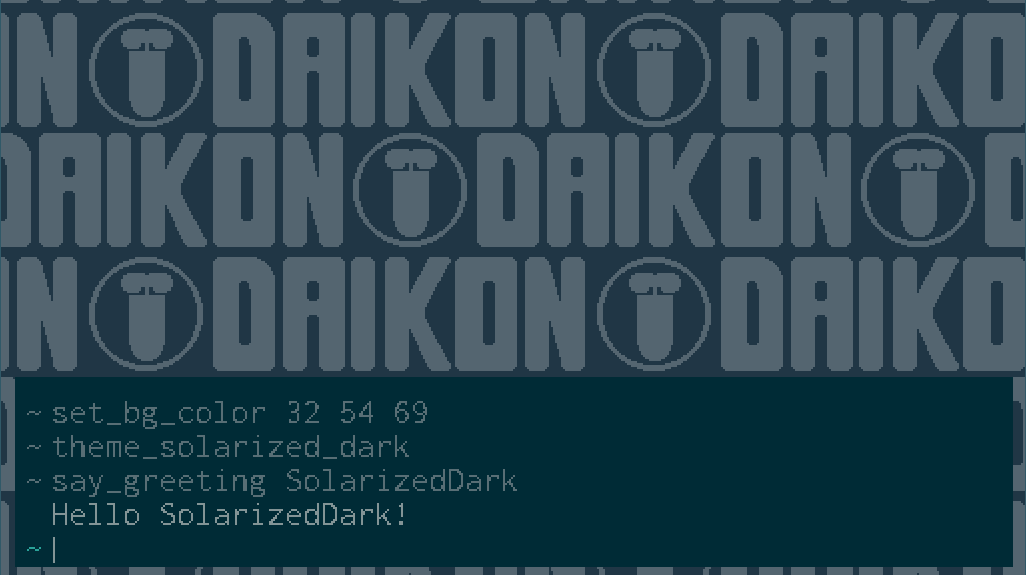 N DAIKON DAIKO
DAIKON DAIKON D
N DAIKON DAIKO
~ set_bg_color 32 54 69
~ theme_solarized_dark
~ say_greeting SolarizedDark
Hello SolarizedDark!
~